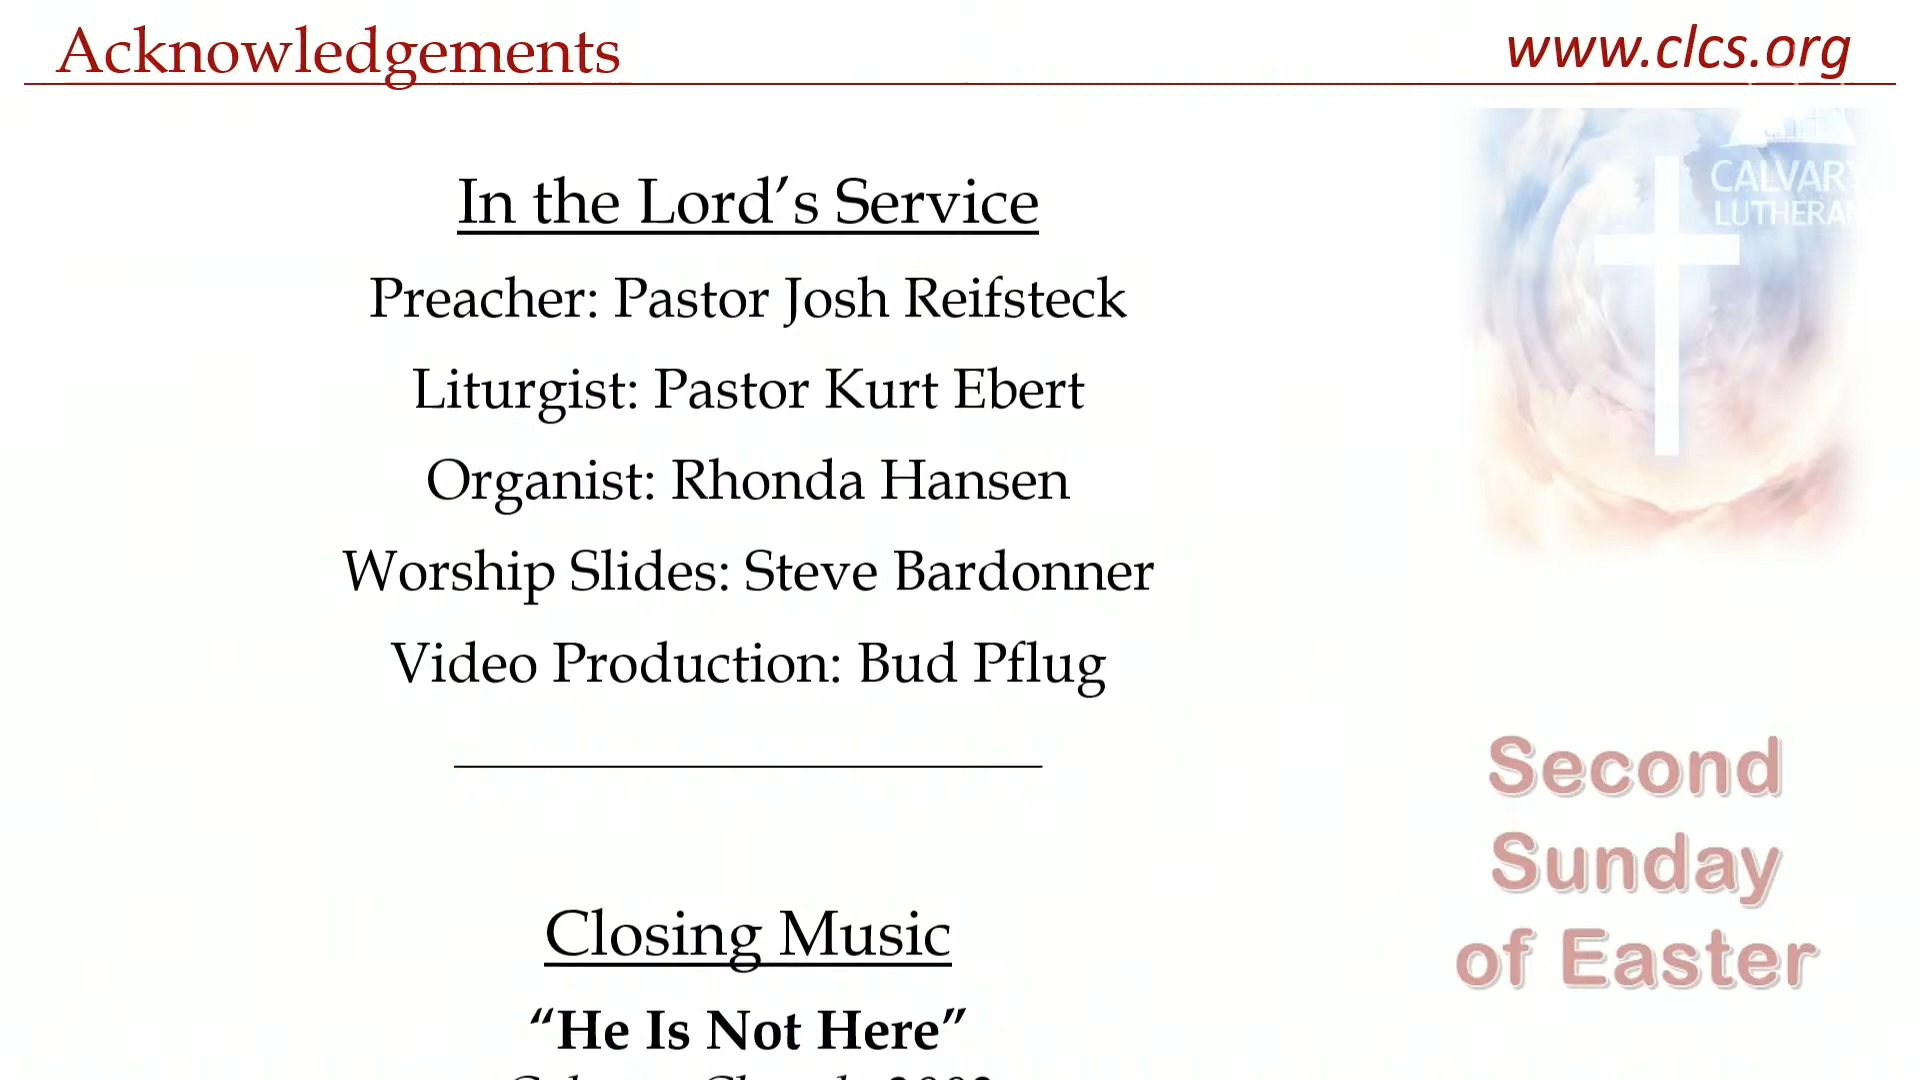 Acknowledgements
www.clcs.org
In the Lord’s Service
Preacher: Pastor Josh Reifsteck
Liturgist: Pastor Kurt Ebert
Organist: Rhonda Hansen
Worship Slides: Steve Bardonner
Video Production: Bud Pflug
Closing Music
“He Is Not Here”
CALVARY
LUTHERAN
Second
Sunday
of Easter